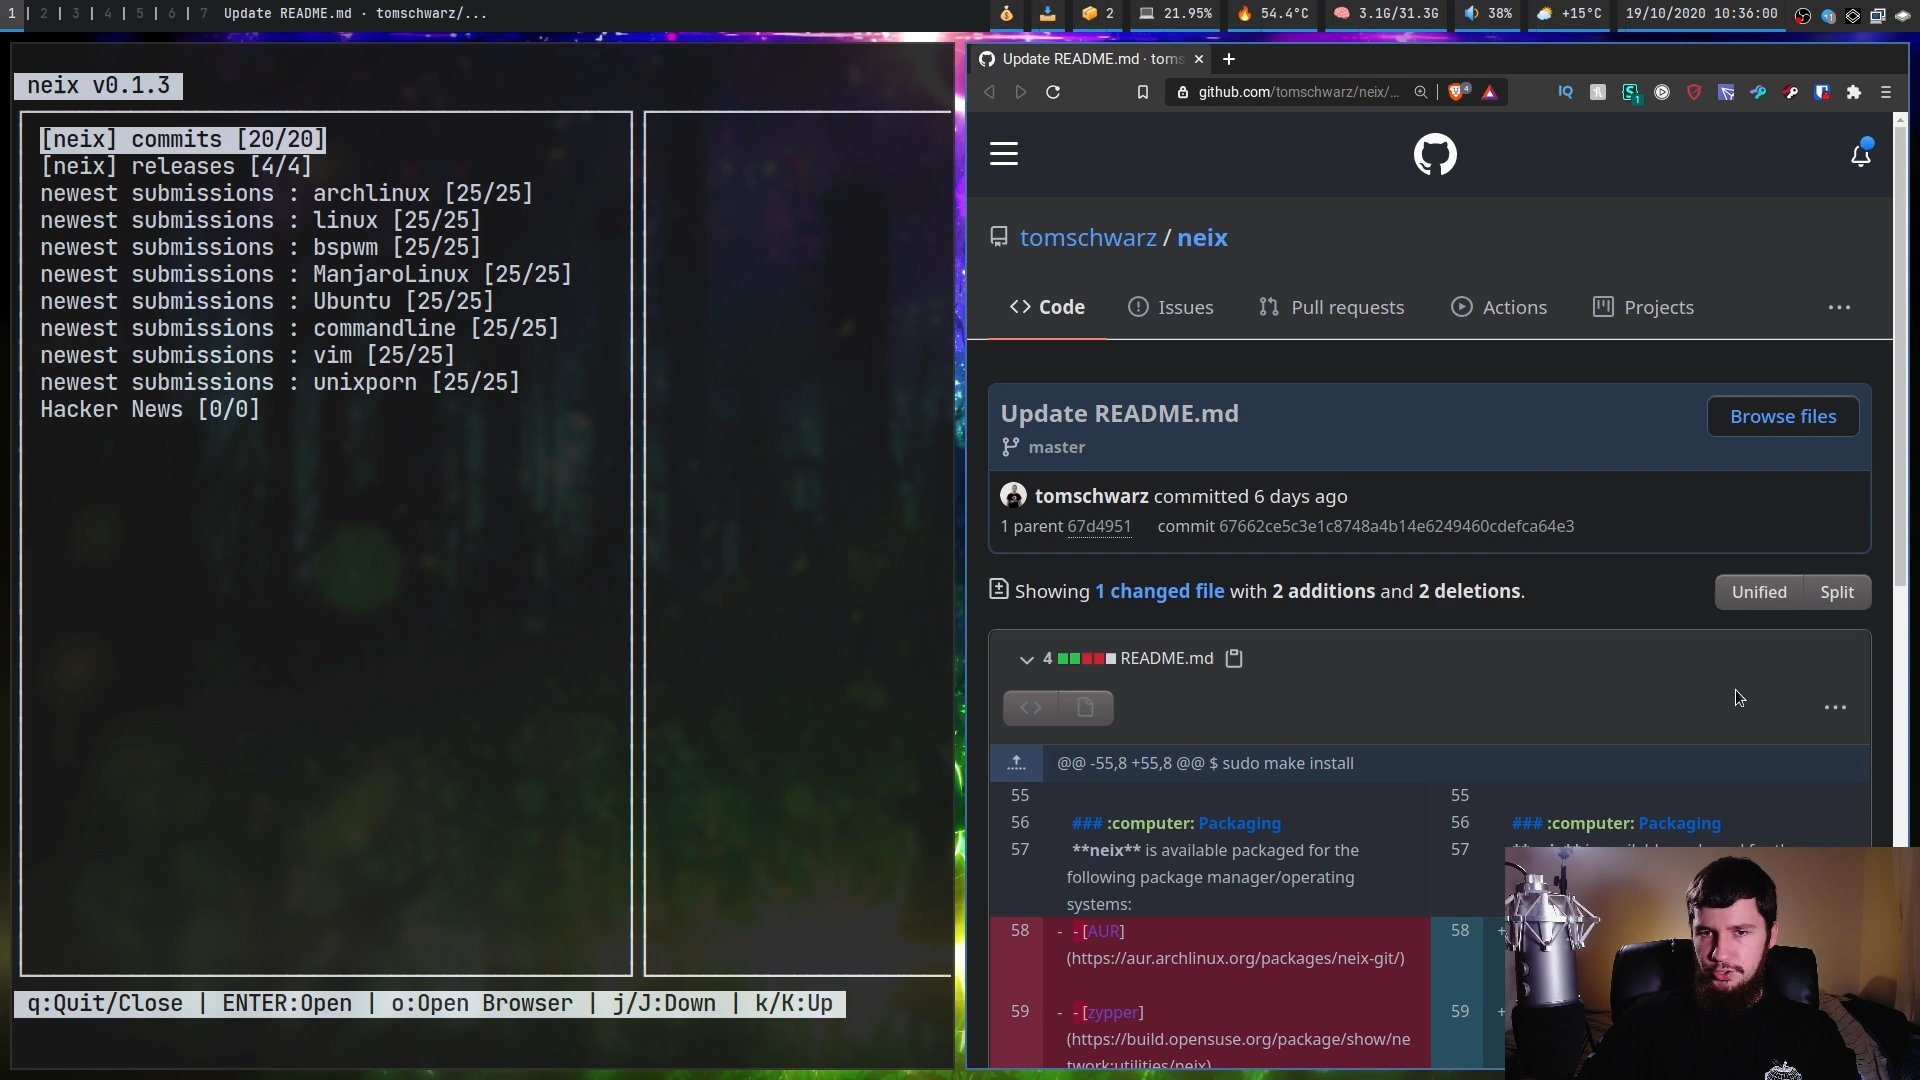 1 | 2 | 3 | 4 | 5 | 6 | 7 Update README.md · tomschwarz/...
2 21.95% 54.4°C 3.1G/31.3G 38% +15°C 19/10/2020 10:36:00
neix v0.1.3
[neix] commits [20/20]
[neix] releases [4/4]
newest submissions : archlinux [25/25]
newest submissions : linux [25/25]
newest submissions : bspwm [25/25]
newest submissions : ManjaroLinux [25/25]
newest submissions : Ubuntu [25/25]
newest submissions : commandline [25/25]
newest submissions : vim [25/25]
newest submissions : unixporn [25/25]
Hacker News [0/0]
q:Quit/Close | ENTER:Open | o:Open Browser | j/J:Down | k/K:Up
Update README.md · toms
github.com/tomschwarz/neix/...
4
IQ
1
tomschwarz / neix
<> Code Issues Pull requests Actions Projects ...
Update README.md
Browse files
master
tomschwarz committed 6 days ago
1 parent 67d4951 commit 67662ce5c3e1c8748a4b14e6249460cdefca64e3
Showing 1 changed file with 2 additions and 2 deletions.
Unified Split
4 README.md
<>
...
@@ -55,8 +55,8 @@ $ sudo make install
55 55
56 ### :computer: Packaging 56 ### :computer: Packaging
57 **neix** is available packaged for the 57
following package manager/operating
systems:
58 - - [AUR] 58 +
(https://aur.archlinux.org/packages/neix-git/)
59 - - [zypper] 59 +
(https://build.opensuse.org/package/show/ne
twork:utilities/neix)